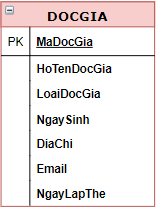 DOCGIA
PK MaDocGia
HoTenDocGia
LoaiDocGia
NgaySinh
DiaChi
Email
NgayLapThe